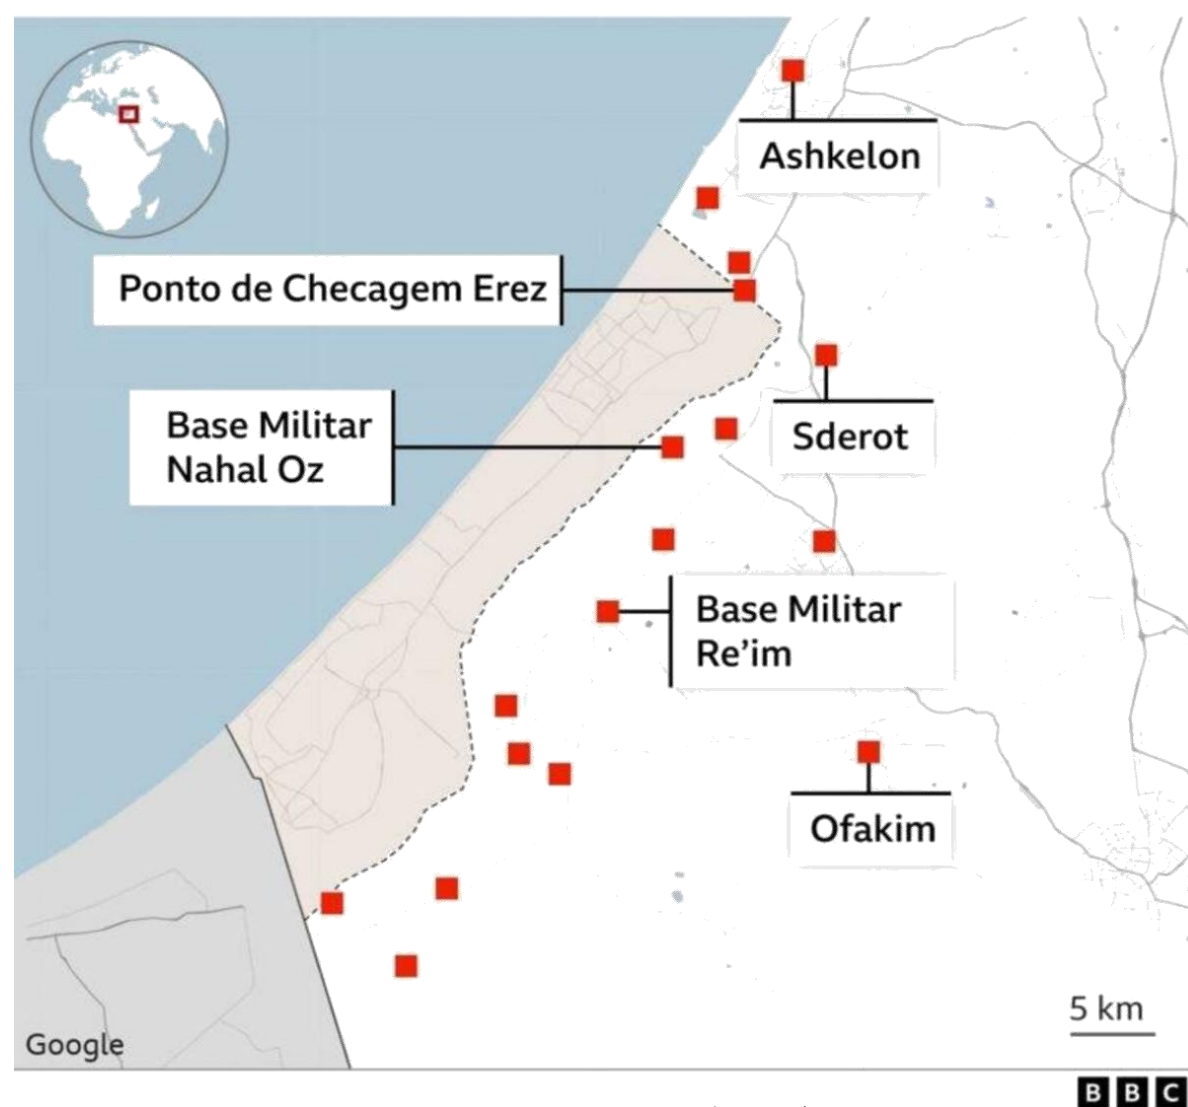 Ashkelon
Ponto de Checagem Erez
Base Militar
Nahal Oz
Sderot
Base Militar
Re'im
Ofakim
5 km
Google
BBC